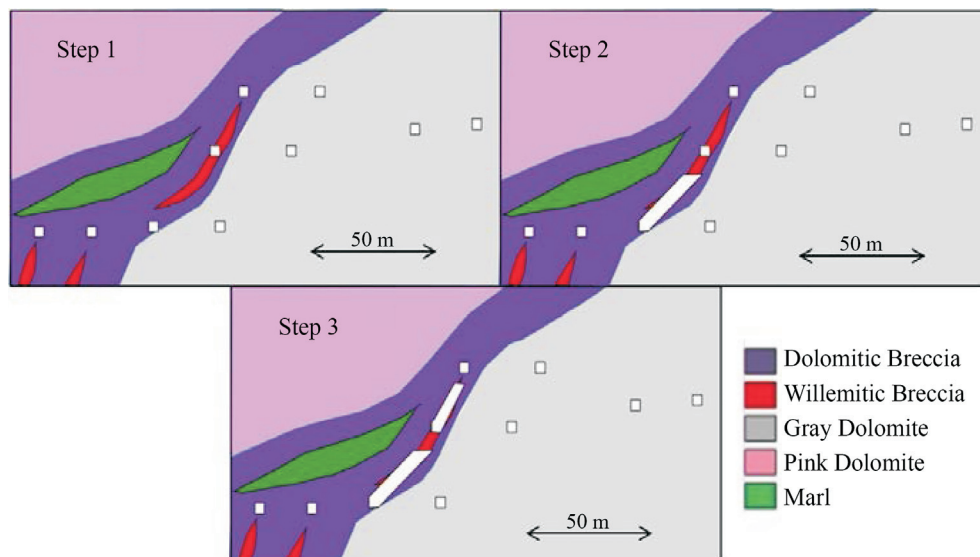 Step 1
50 m
Step 2
50 m
Step 3
50 m
Dolomitic Breccia
Willemitic Breccia
Gray Dolomite
Pink Dolomite
Marl